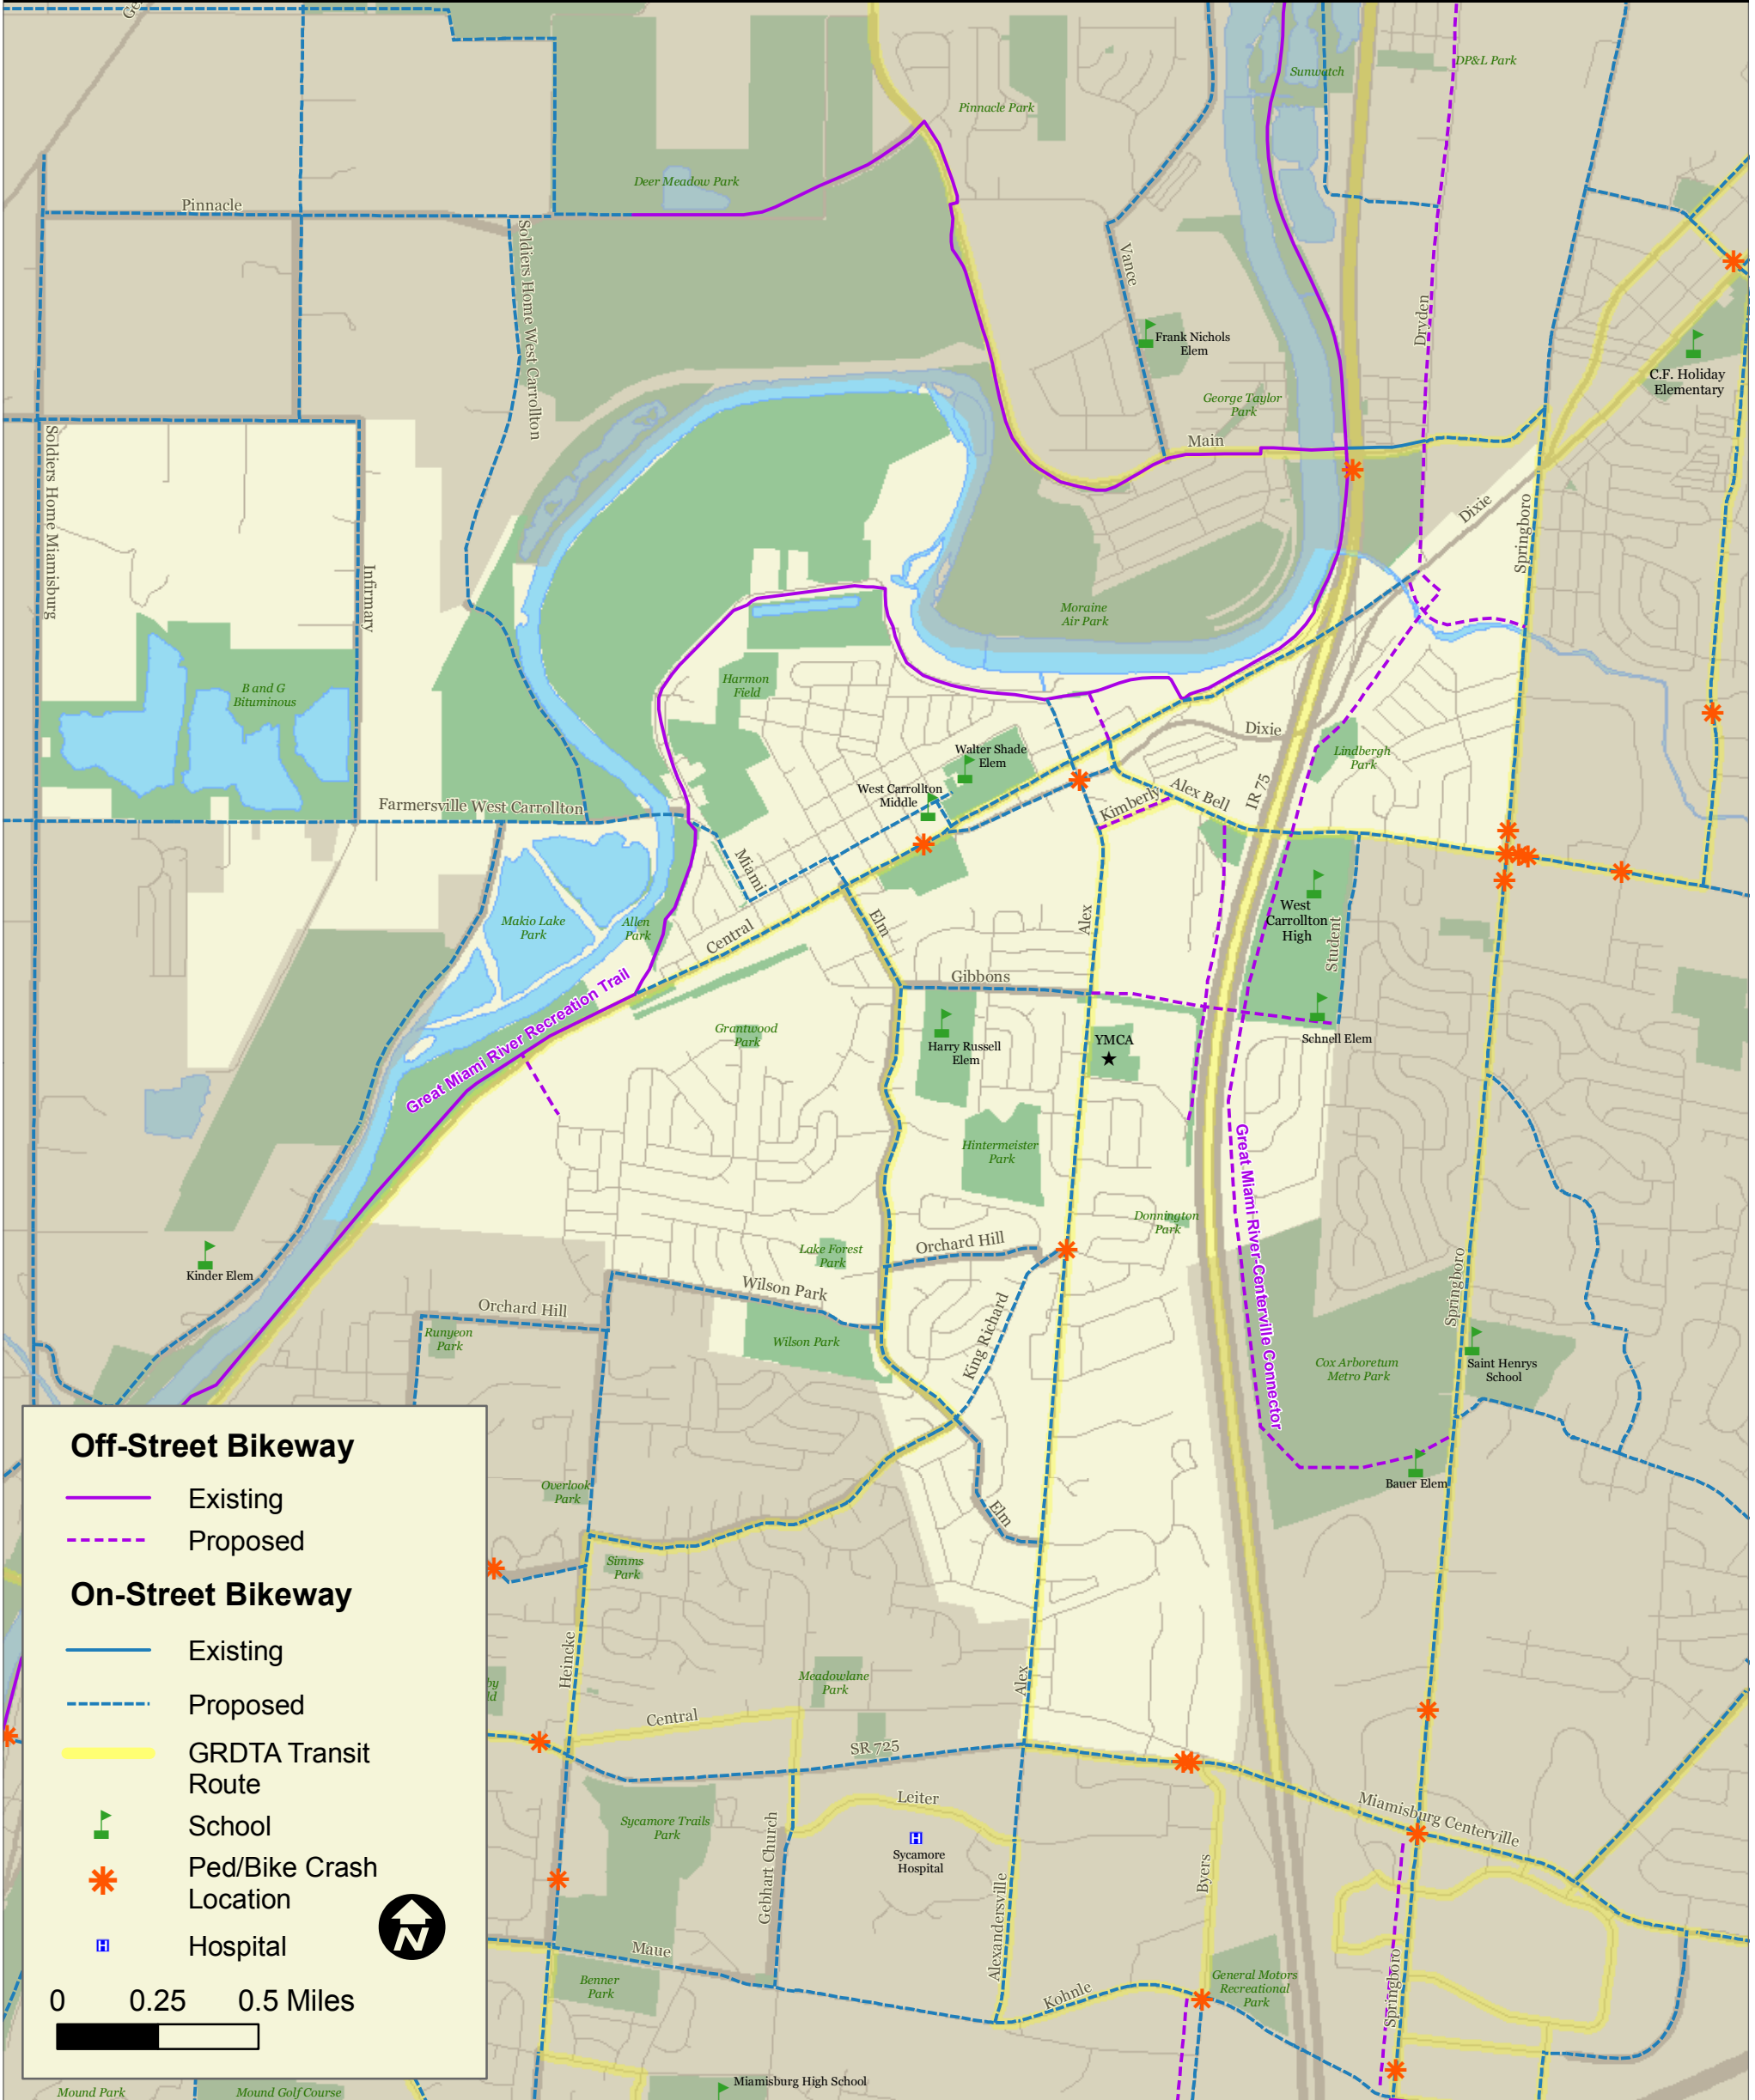 Ge
DP&L Park
Sunwatch
Pinnacle Park
Deer Meadow Park
Pinnacle
Soldiers Home West Carrollton
Vance
Dryden
Frank Nichols
Elem
C.F. Holiday
Elementary
George Taylor
Park
Main
Soldiers Home Miamisburg
Dixie
Springboro
Infirmary
Moraine
Air Park
B and G
Bituminous
Harmon
Field
Dixie
Walter Shade
Elem
Lindbergh
Park
West Carrollton
Middle
IR 75
Alex Bell
Kimberly
Farmersville West Carrollton
Miami
West
Carrollton
High
Makio Lake
Park
Allen
Park
Central
Elm
Alex
Student
Gibbons
Great Miami River Recreation Trail
Grantwood
Park
Harry Russell
Elem
YMCA
Schnell Elem
Hintermeister
Park
Great Miami River-Centerville Connector
Donnington
Park
Orchard Hill
Lake Forest
Park
Kinder Elem
Wilson Park
Orchard Hill
Runyeon
Park
Wilson Park
King Richard
Springboro
Cox Arboretum
Metro Park
Saint Henrys
School
Bauer Elem
Overlook
Park
Elm
Simms
Park
Heincke
Meadowlane
Park
Alex
by
ld
Central
SR 725
Leiter
Miamisburg Centerville
Sycamore Trails
Park
Gebhart Church
H
Sycamore
Hospital
Byers
Alexandersville
Maue
Benner
Park
Kohnle
General Motors
Recreational
Park
Springboro
Miamisburg High School
Mound Park
Mound Golf Course
Off-Street Bikeway
Existing
Proposed
On-Street Bikeway
Existing
Proposed
GRDTA Transit
Route
School
Ped/Bike Crash
Location
H
Hospital
N
0 0.25 0.5 Miles